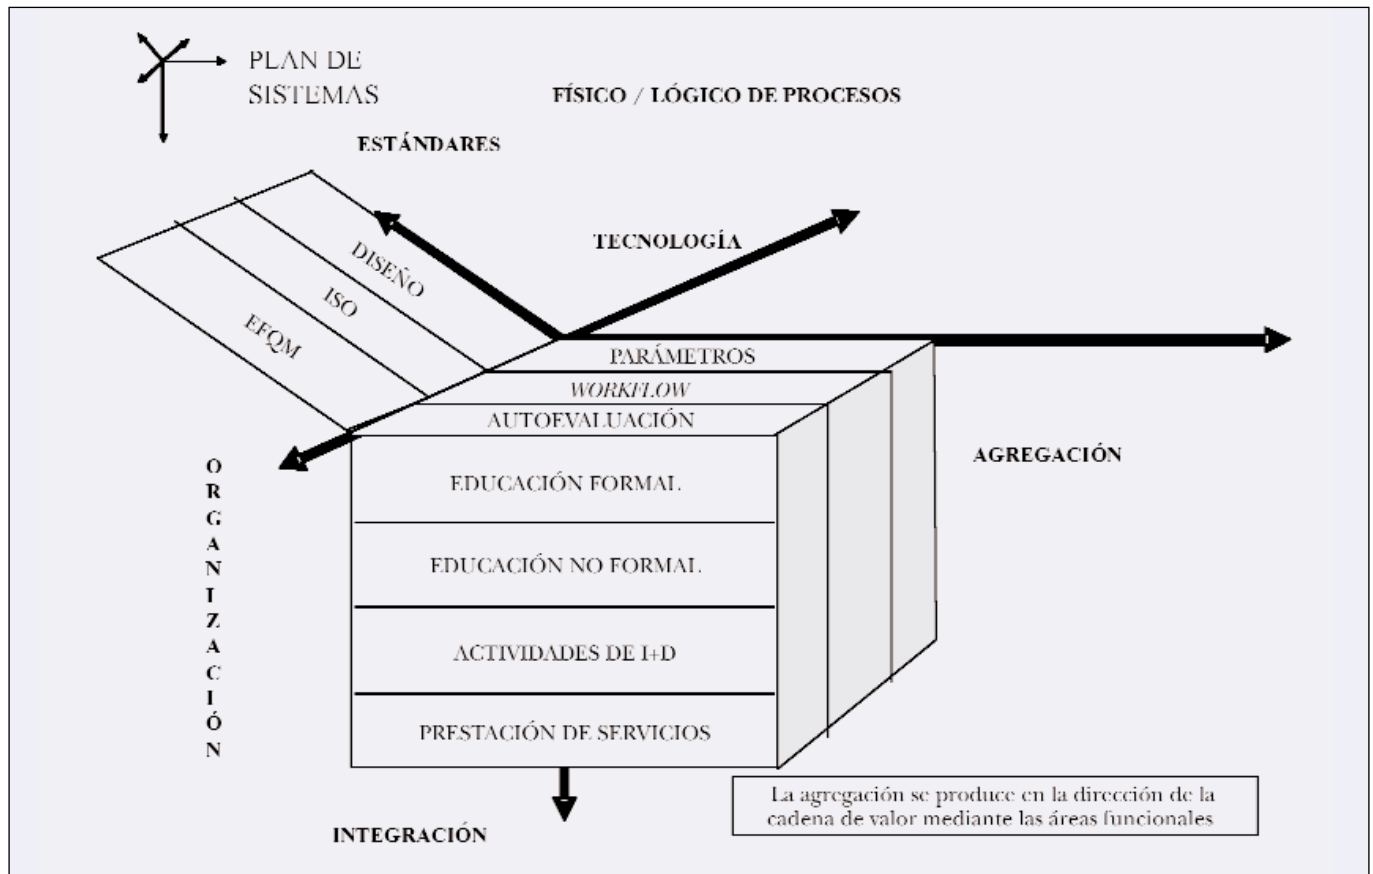 PLAN DE
SISTEMAS
FÍSICO / LÓGICO DE PROCESOS
ESTÁNDARES
TECNOLOGÍA
DISEÑO
ISO
EFQM
PARÁMETROS
WORKFLOW
AUTOEVALUACIÓN
AGREGACIÓN
ORGANIZACIÓN
EDUCACIÓN FORMAL
EDUCACIÓN NO FORMAL
ACTIVIDADES DE I+D
PRESTACIÓN DE SERVICIOS
La agregación se produce en la dirección de la
cadena de valor mediante las áreas funcionales
INTEGRACIÓN